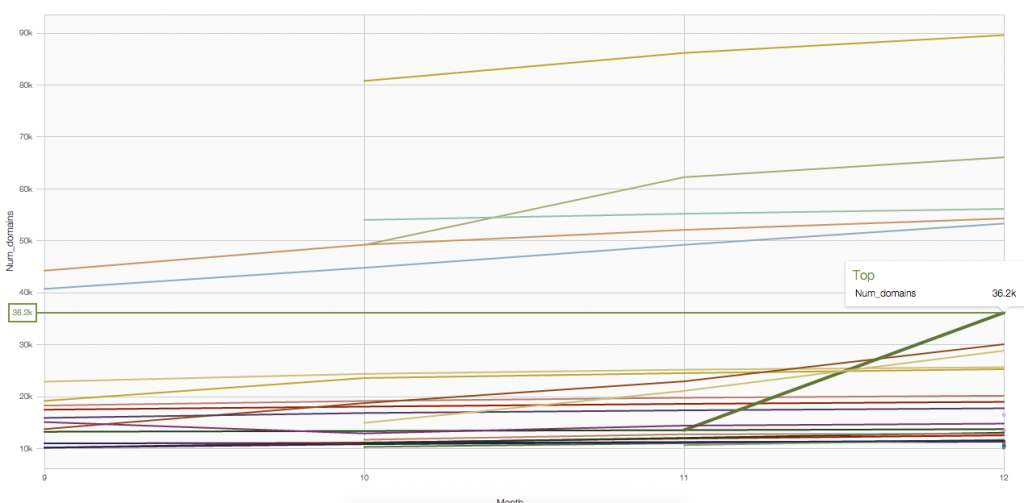 90k
80k
70k
60k
50k
40k
36.2k
30k
20k
10k
Num_domains
Top
Num_domains 36.2k
9 10 11 12
Month